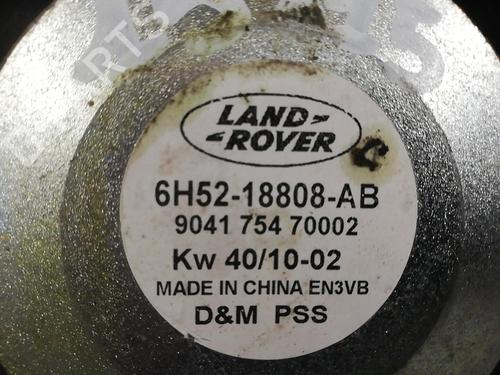 LAND-
ROVER
6H52-18808-AB
9041 754 70002
Kw 40/10-02
MADE IN CHINA EN3VB
D&M PSS